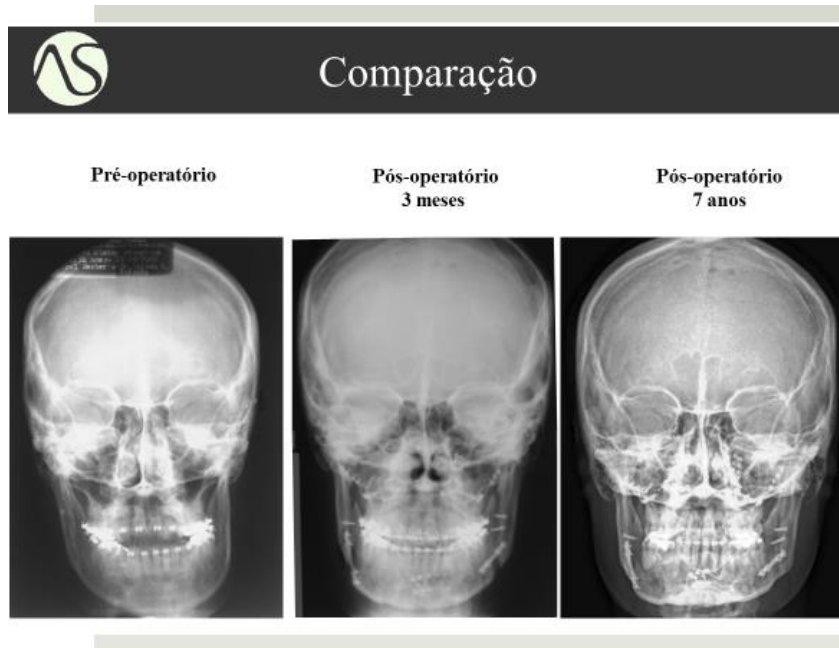 AS
Comparação
Pré-operatório
Pós-operatório
3 meses
Pós-operatório
7 anos